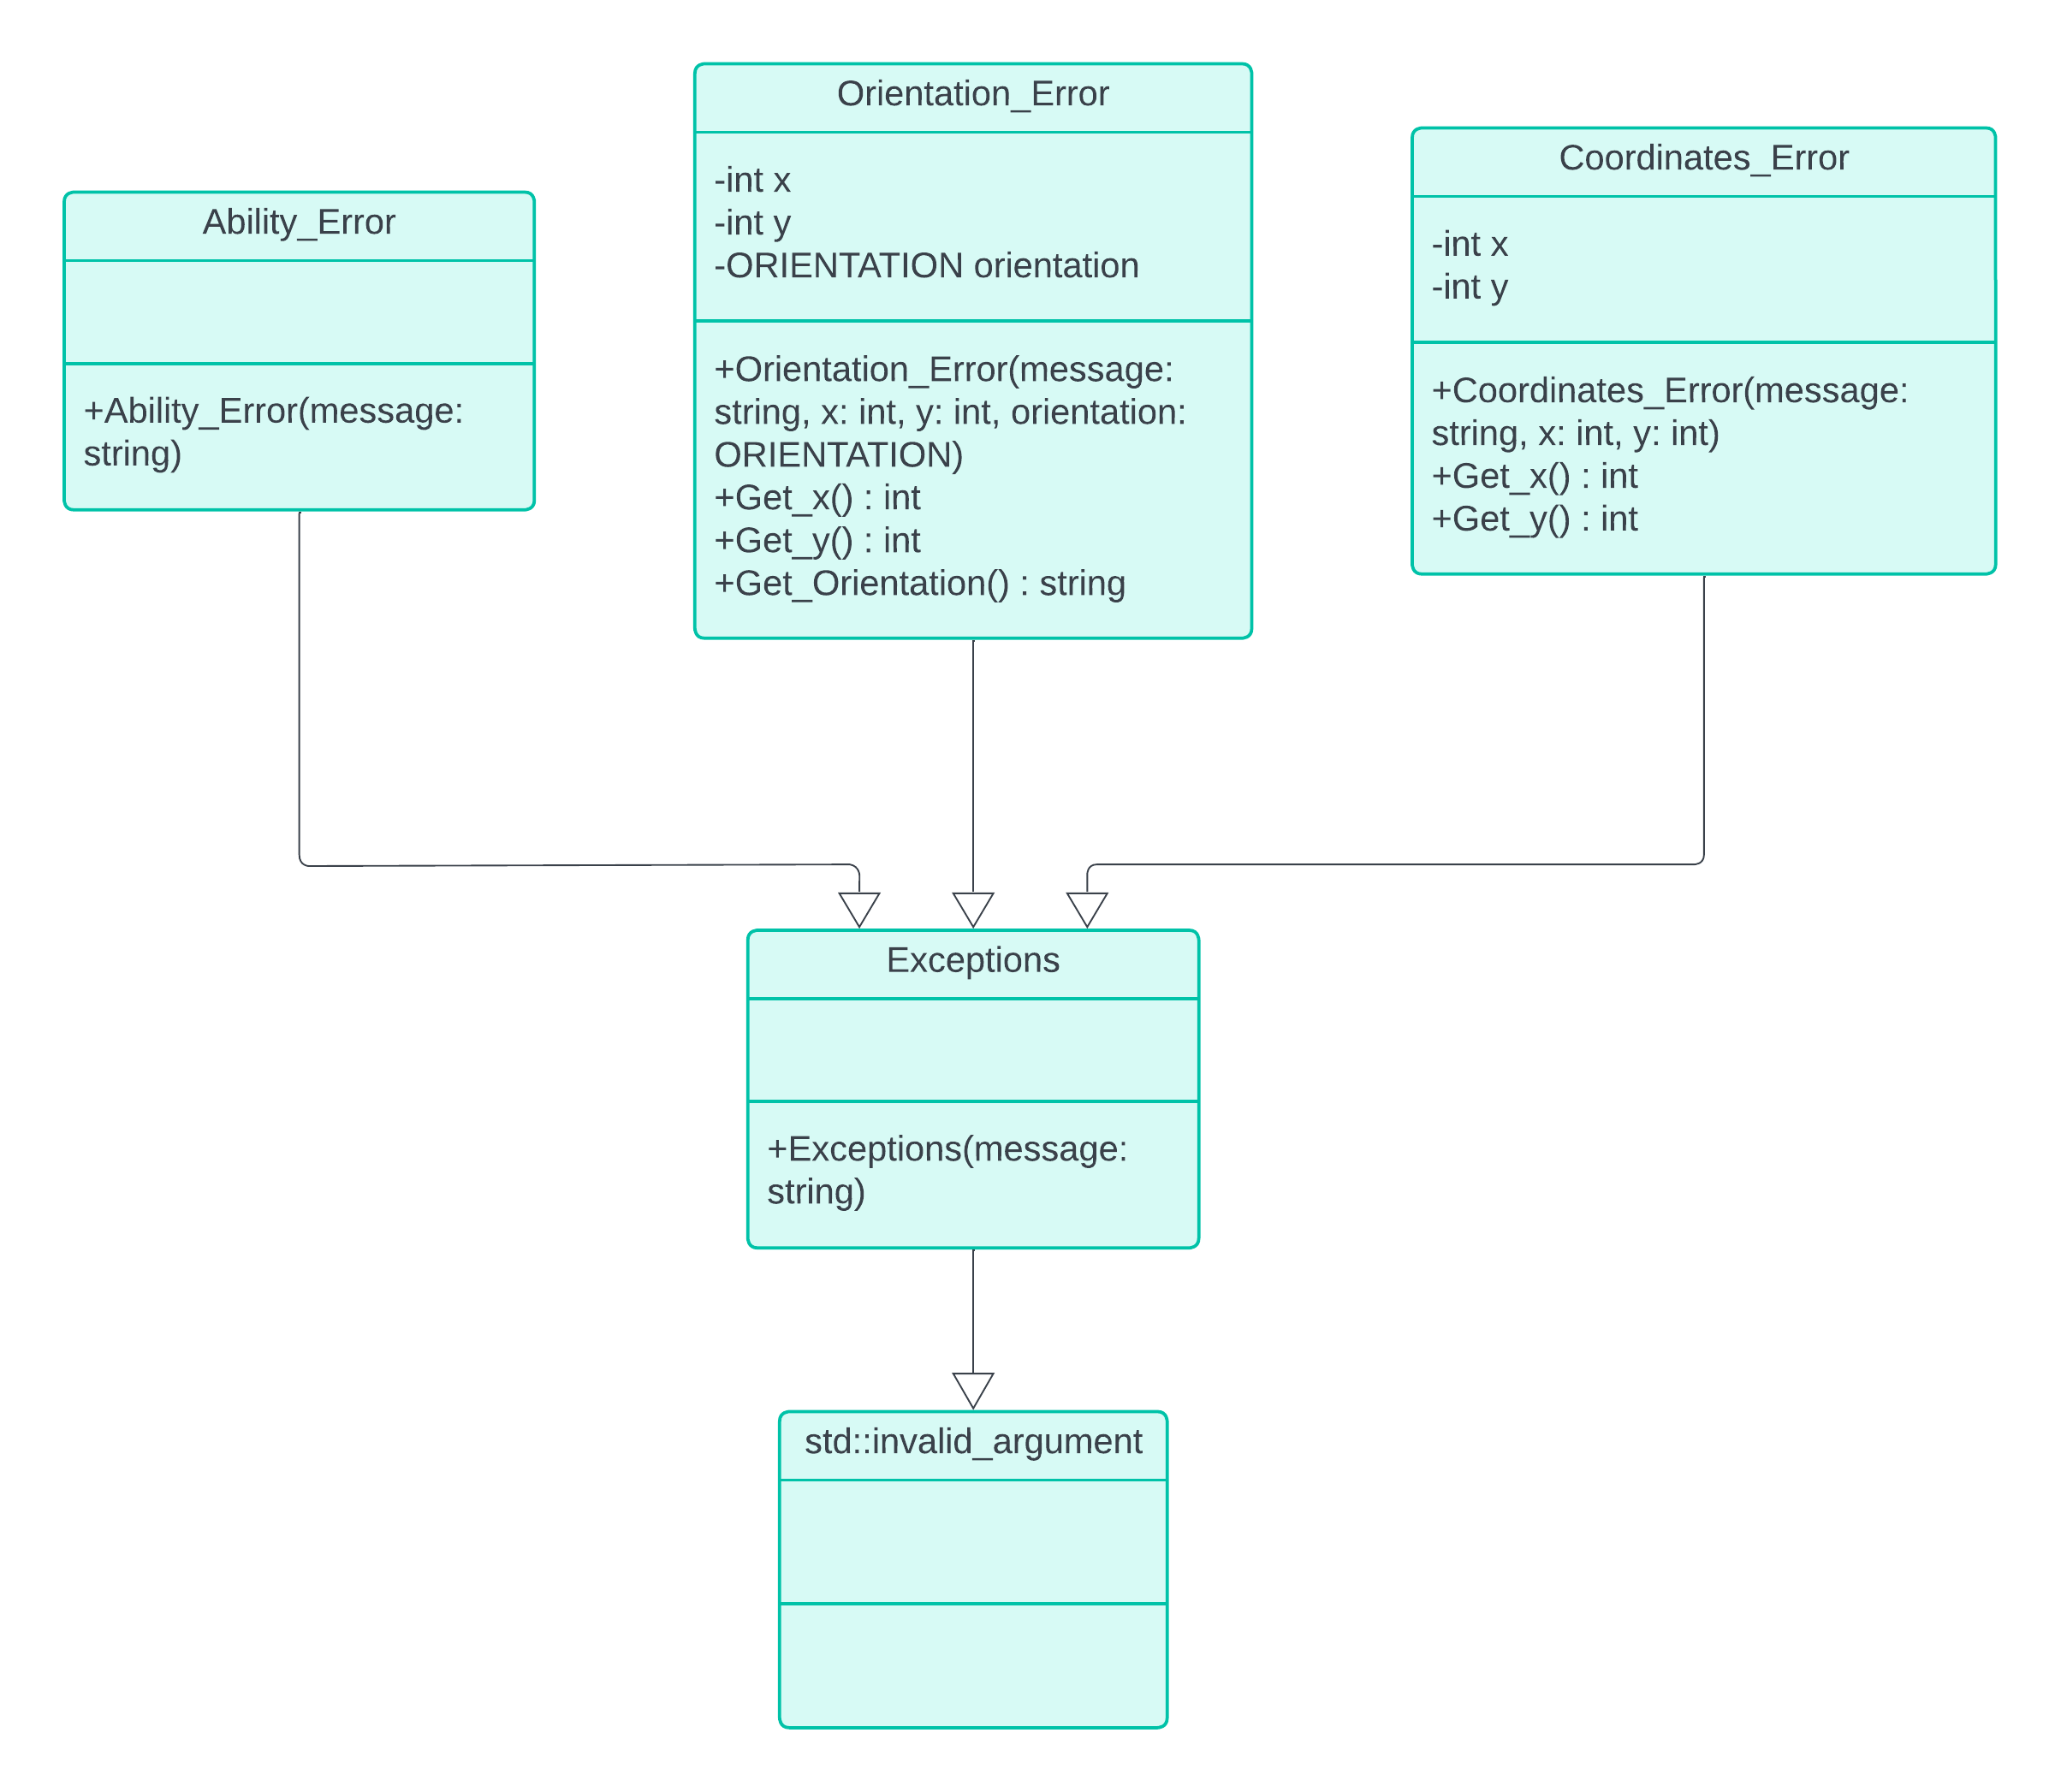 Ability_Error
+Ability_Error(message:
string)
Orientation_Error
-int x
-int y
-ORIENTATION orientation
+Orientation_Error(message:
string, x: int, y: int, orientation:
ORIENTATION)
+Get_x() : int
+Get_y() : int
+Get_Orientation() : string
Coordinates_Error
-int x
-int y
+Coordinates_Error(message:
string, x: int, y: int)
+Get_x() : int
+Get_y() : int
Exceptions
+Exceptions(message:
string)
std::invalid_argument